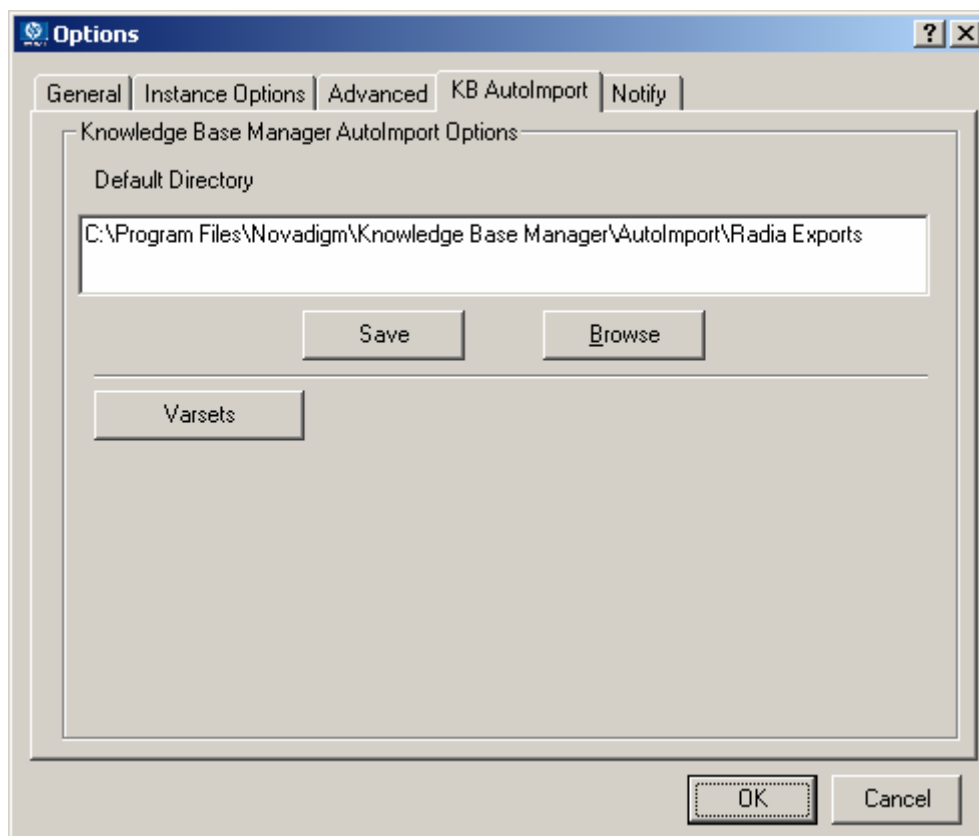 Options
General Instance Options Advanced KB AutoImport Notify
Knowledge Base Manager AutoImport Options
Default Directory
C:\Program Files\Novadigm\Knowledge Base Manager\AutoImport\Radia Exports
Save Browse
Varsets
OK Cancel